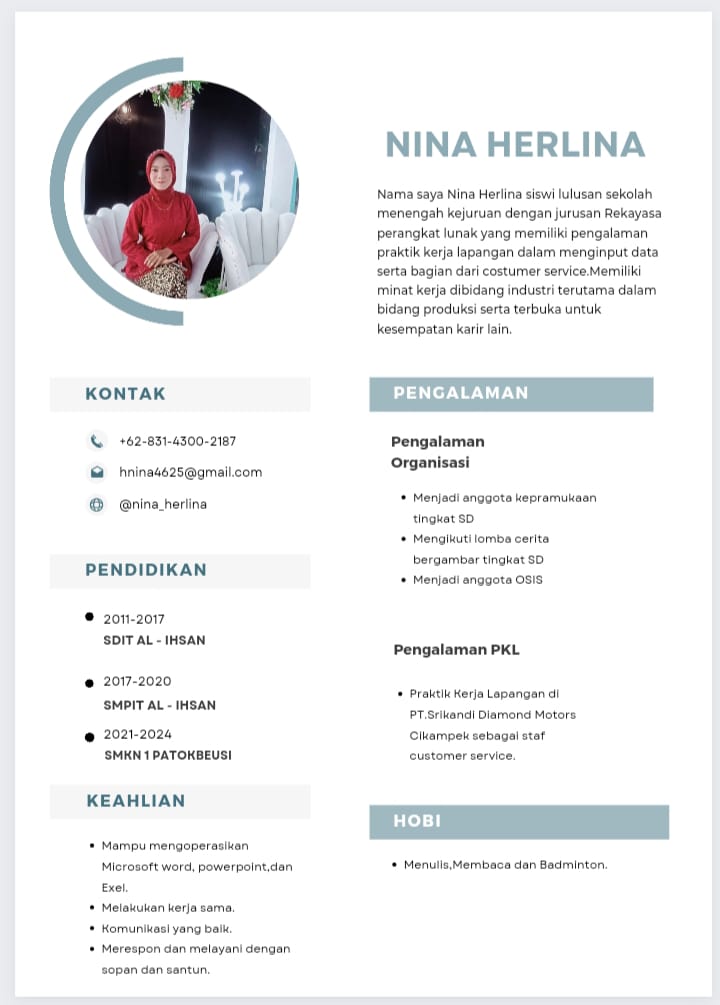 NINA HERLINA
Nama saya Nina Herlina siswi lulusan sekolah
menengah kejuruan dengan jurusan Rekayasa
perangkat lunak yang memiliki pengalaman
praktik kerja lapangan dalam menginput data
serta bagian dari costumer service.Memiliki
minat kerja dibidang industri terutama dalam
bidang produksi serta terbuka untuk
kesempatan karir lain.
KONTAK
+62-831-4300-2187
hnina4625@gmail.com
@nina_herlina
PENDIDIKAN
2011-2017
SDIT AL - IHSAN
2017-2020
SMPIT AL - IHSAN
2021-2024
SMKN 1 PATOKBEUSI
KEAHLIAN
Mampu mengoperasikan
Microsoft word, powerpoint,dan
Exel.
Melakukan kerja sama.
Komunikasi yang baik.
Merespon dan melayani dengan
sopan dan santun.
PENGALAMAN
Pengalaman
Organisasi
Menjadi anggota kepramukaan
tingkat SD
Mengikuti lomba cerita
bergambar tingkat SD
Menjadi anggota OSIS
Pengalaman PKL
Praktik Kerja Lapangan di
PT.Srikandi Diamond Motors
Cikampek sebagai staf
customer service.
HOBI
Menulis,Membaca dan Badminton.